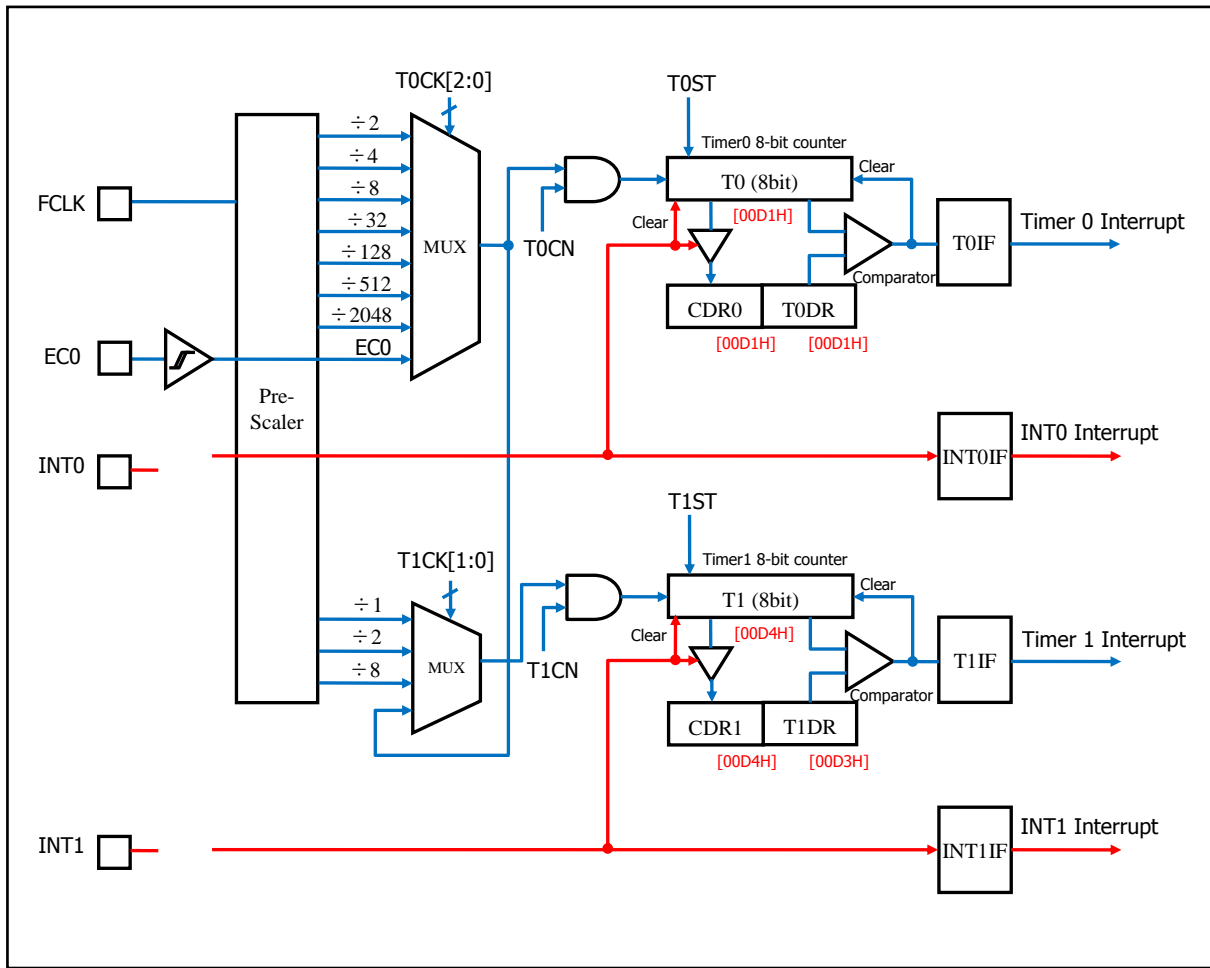 T0CK[2:0]
T0ST
÷2
Timer0 8-bit counter
÷4
Clear
T0 (8bit)
÷8
FCLK
[00D1H]
Clear
Timer 0 Interrupt
÷32
MUX
T0CN
T0IF
÷128
Comparator
÷512
CDR0
T0DR
÷2048
EC0
EC0
[00D1H]
[00D1H]
Pre-
Scaler
INT0 Interrupt
INT0
INT0IF
T1ST
T1CK[1:0]
Timer1 8-bit counter
Clear
÷1
T1 (8bit)
Clear
[00D4H]
÷2
Timer 1 Interrupt
MUX
T1CN
T1IF
÷8
Comparator
CDR1
T1DR
[00D4H]
[00D3H]
INT1 Interrupt
INT1
INT1IF